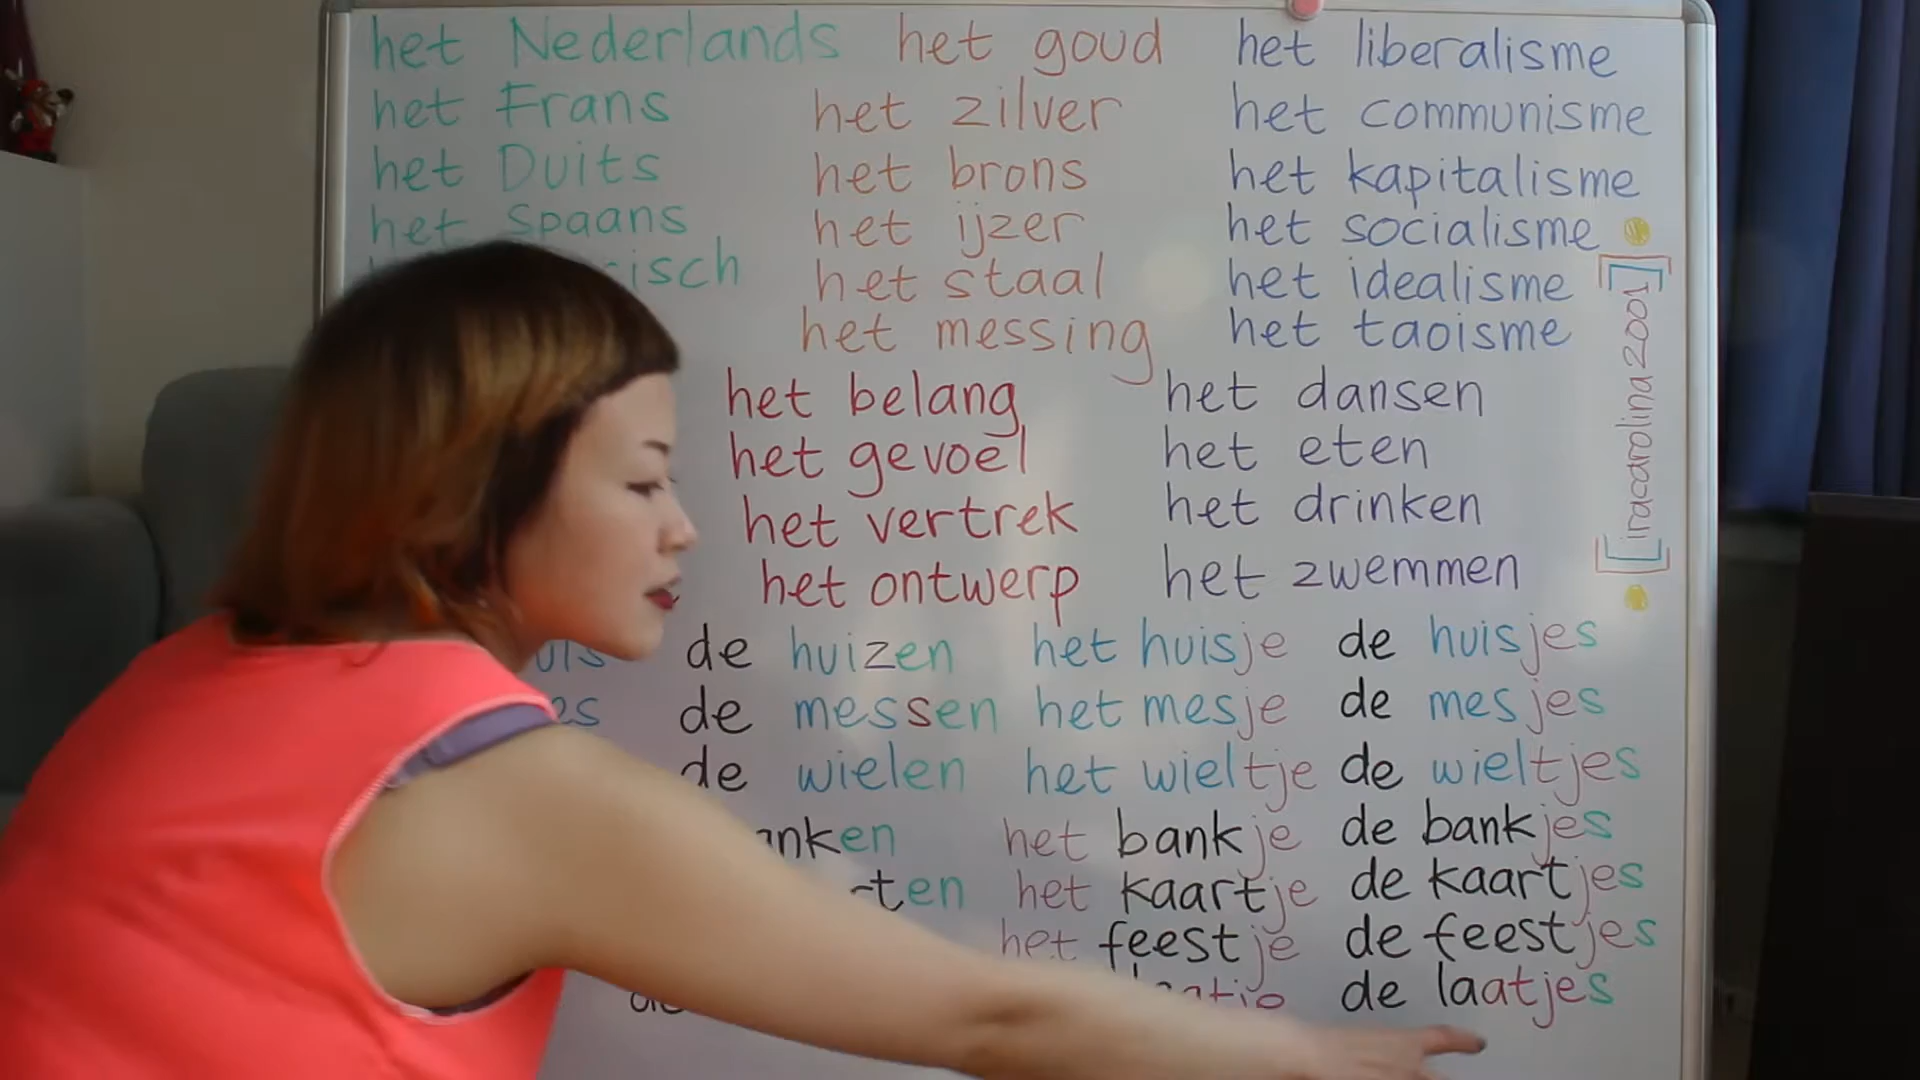 het Nederlands het goud het liberalisme
het Frans het zilver het communisme
het Duits het brons het kapitalisme
het Spaans het ijzer het socialisme
isch het staal het idealisme
het messing het taoisme
[iracarolina2001]
het belang het dansen
het gevoel het eten
het vertrek het drinken
het ontwerp het zwemmen
de huizen het huisje de huisjes
es de messen het mesje de mesjes
de wielen het wieltje de wieltjes
nken het bankje de bankjes
ten het kaartje de kaartjes
het feestje de feestjes
de laatjes